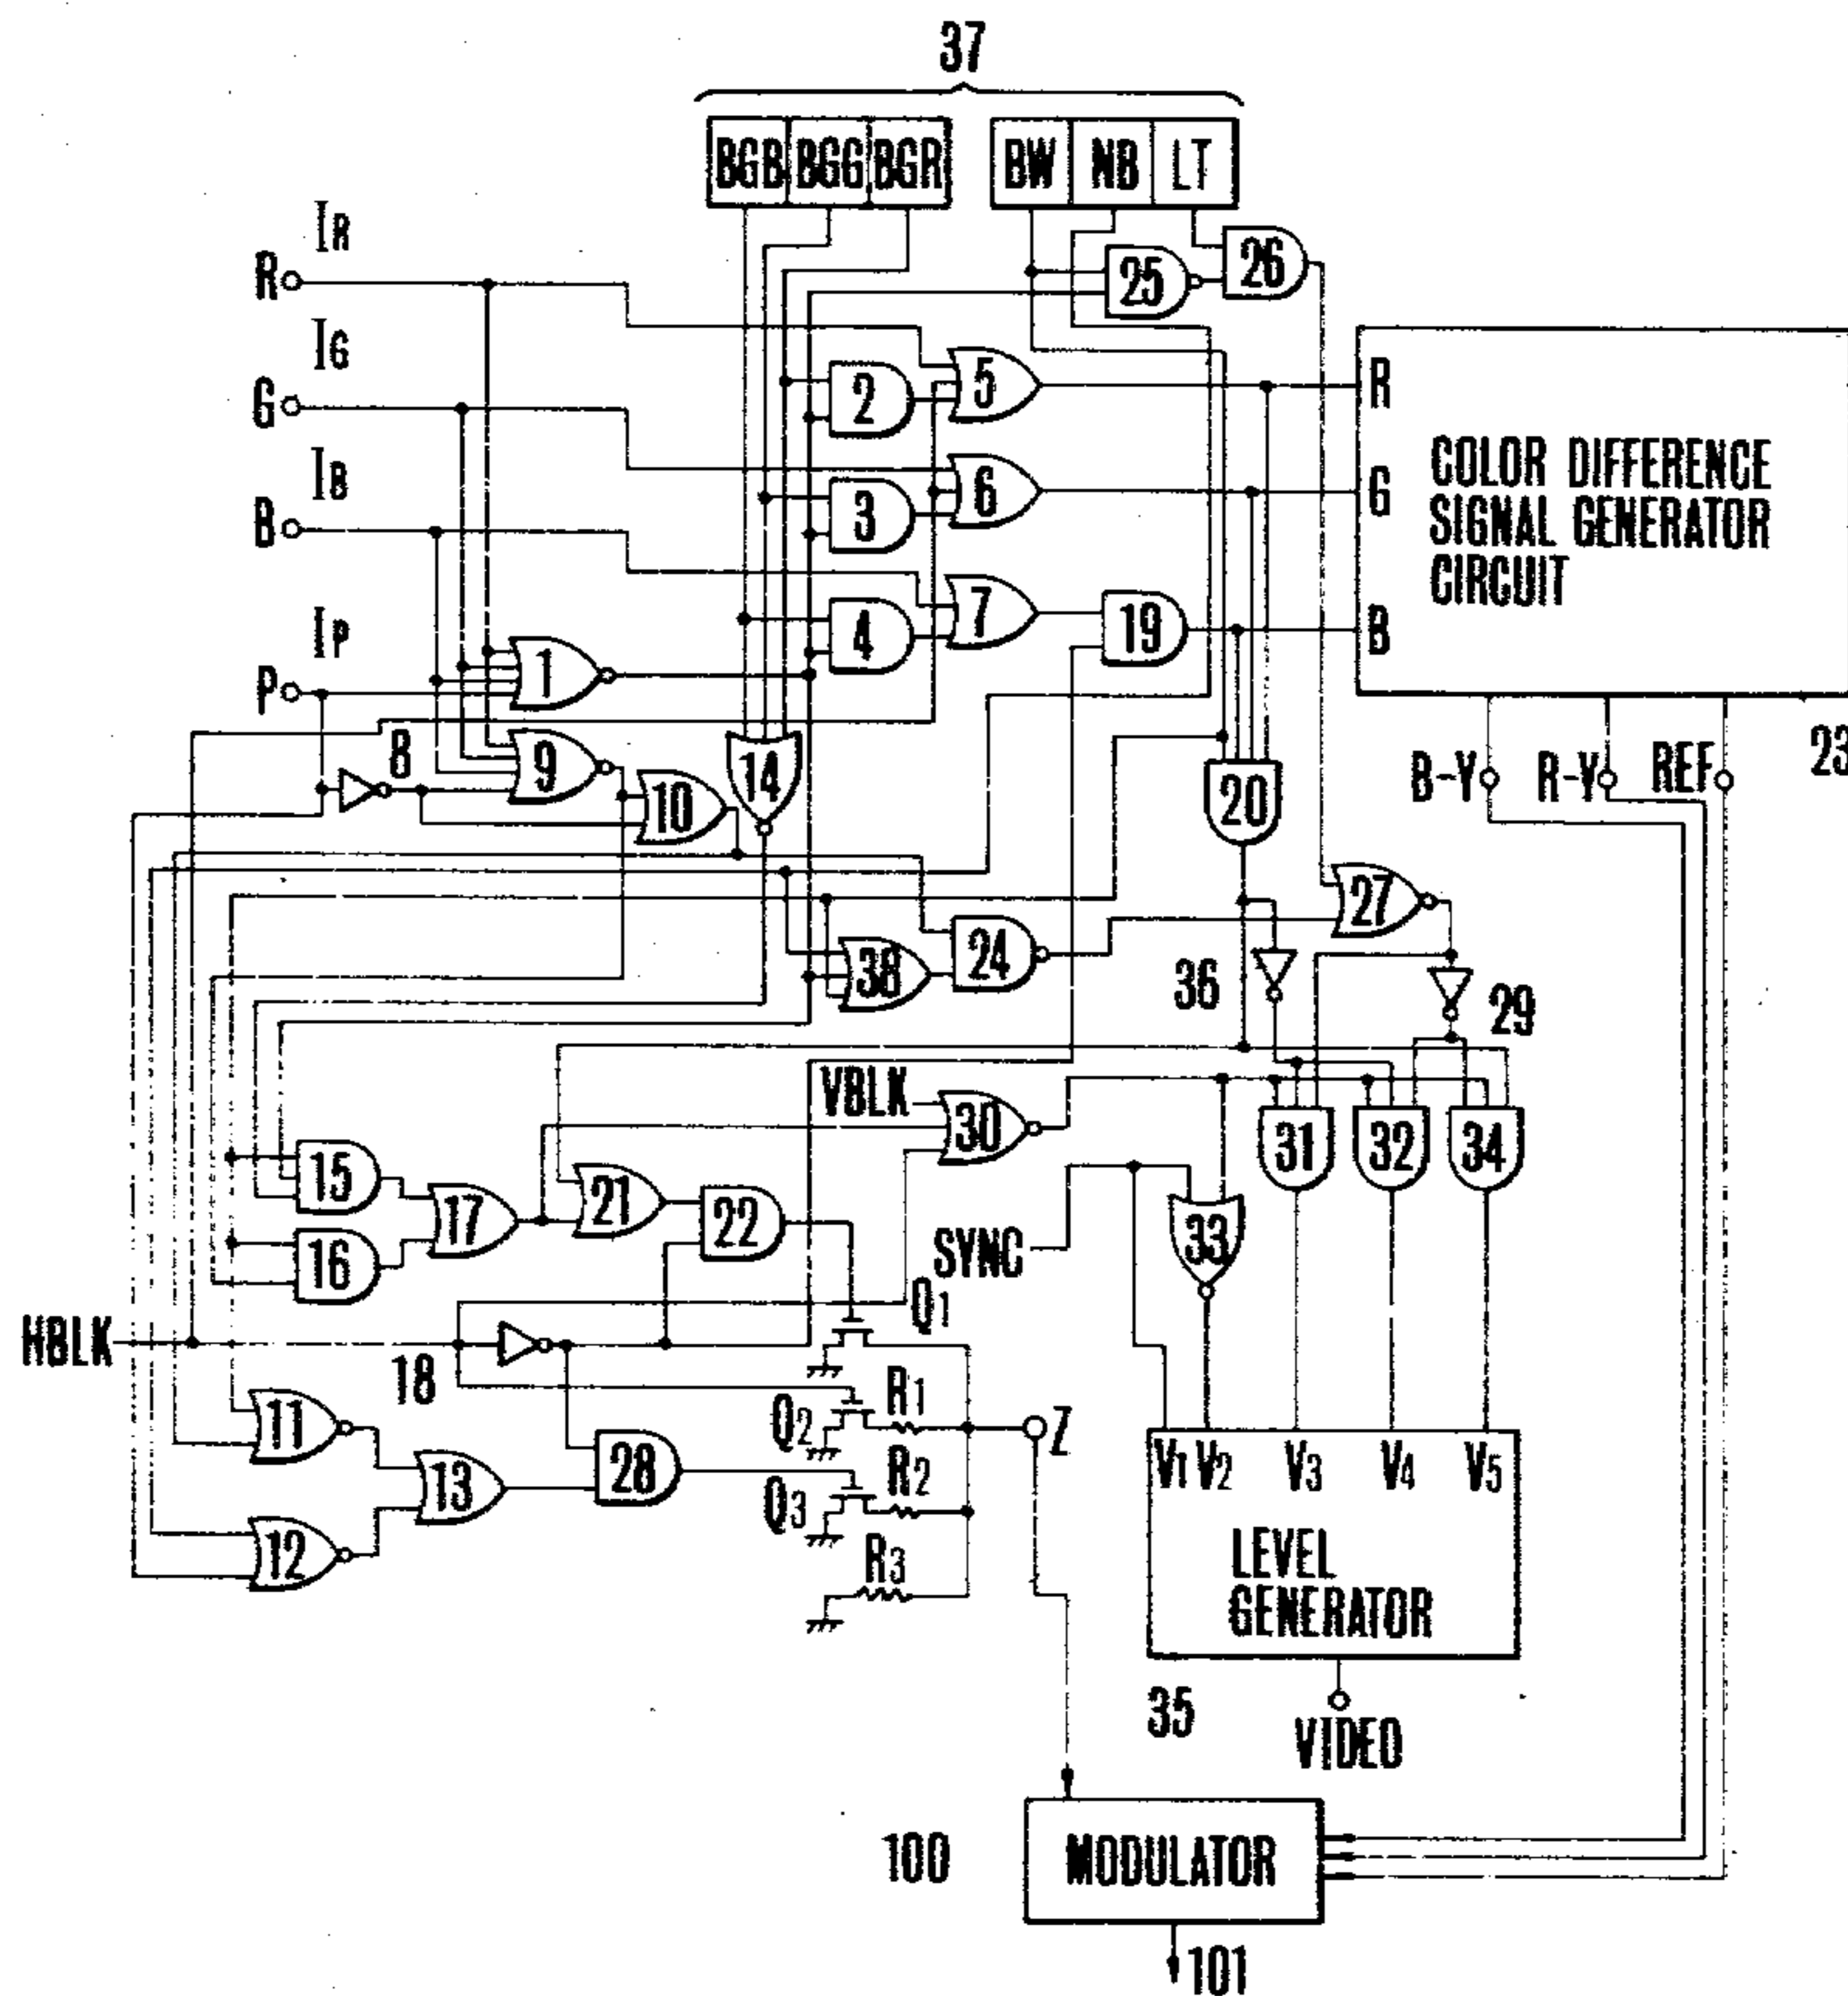 37
BGB BGG BGR BW NB LT
IR
R
IG
G
IB
B
IP
P
25 26
2 5
3 6
4 7 19
1
8 9 10
14
20
R
G
B
COLOR DIFFERENCE
SIGNAL GENERATOR
CIRCUIT
23
B-Y R-Y REF
27
38 24
36
29
VBLK
30
31 32 34
15
16
17
21
22
SYNC
33
HBLK
18
Q1
11
12
13
28
Q2 R1
Q3 R2
R3
Z
V1 V2 V3 V4 V5
LEVEL
GENERATOR
35
VIDEO
100
MODULATOR
101